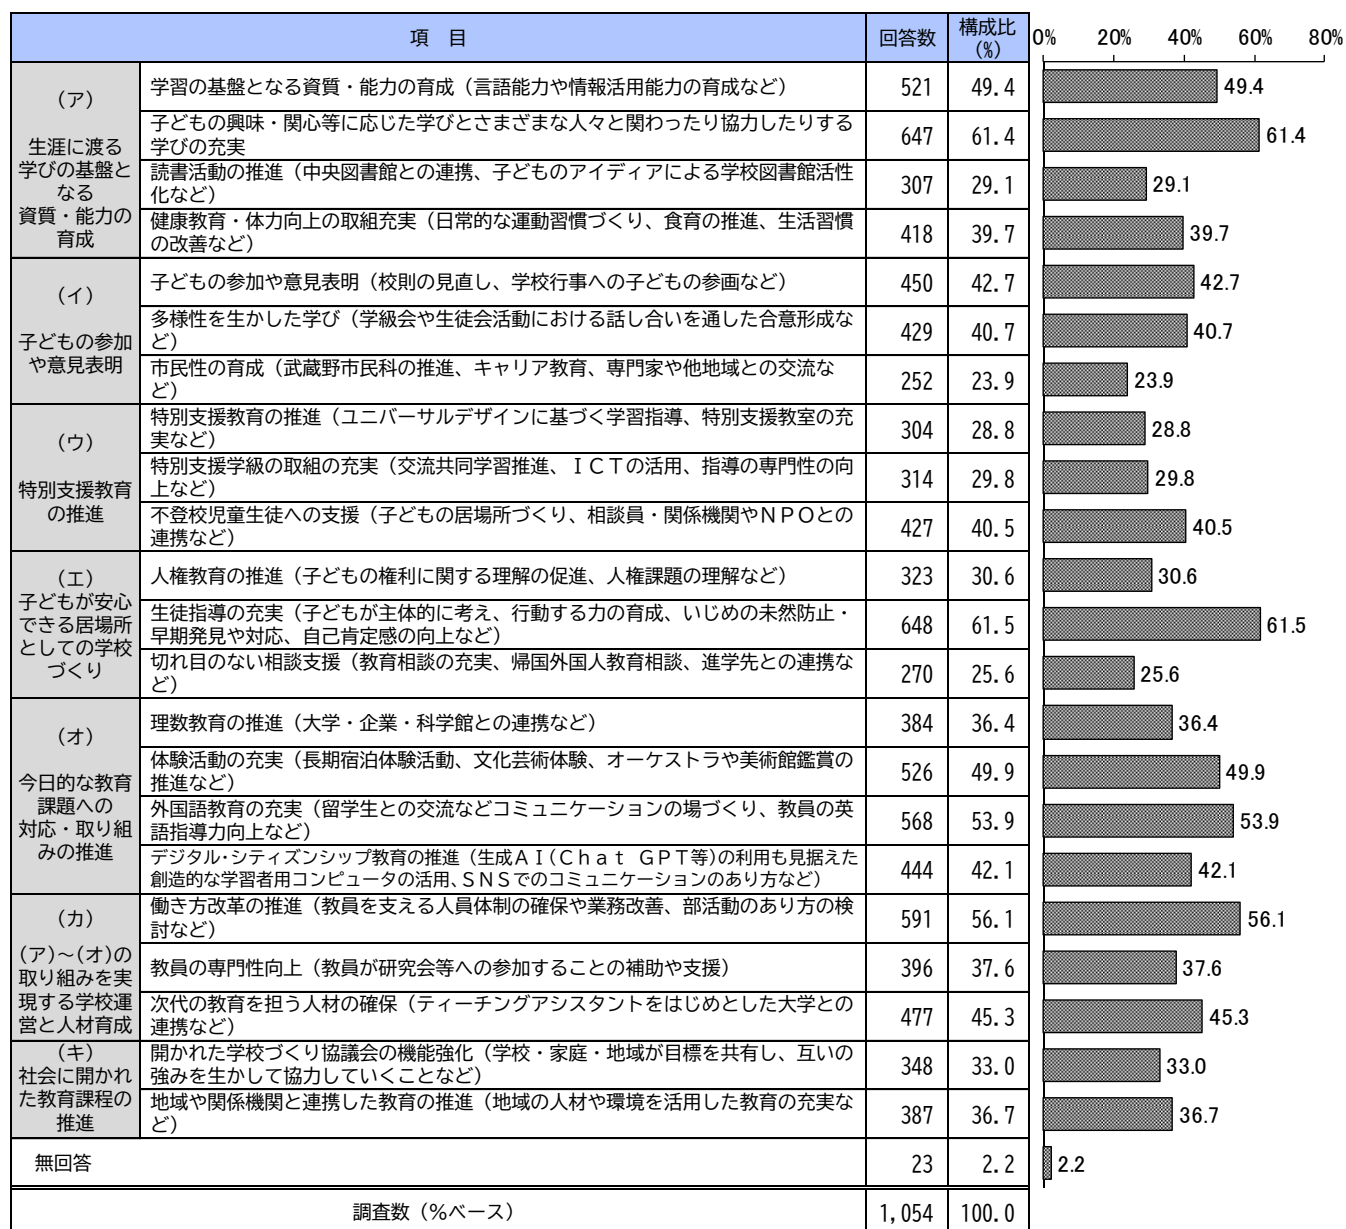 項　目 回答数 構成比(%) 0% 20% 40% 60% 80%
(ア)
生涯に渡る
学びの基盤と
なる
資質・能力の
育成
学習の基盤となる資質・能力の育成（言語能力や情報活用能力の育成など） 521 49.4 49.4
子どもの興味・関心等に応じた学びとさまざまな人々と関わったり協力したりする
学びの充実 647 61.4 61.4
読書活動の推進（中央図書館との連携、子どものアイディアによる学校図書館活性
化など） 307 29.1 29.1
健康教育・体力向上の取組充実（日常的な運動習慣づくり、食育の推進、生活習慣
の改善など） 418 39.7 39.7
(イ)
子どもの参加
や意見表明
子どもの参加や意見表明（校則の見直し、学校行事への子どもの参画など） 450 42.7 42.7
多様性を生かした学び（学級会や生徒会活動における話し合いを通した合意形成な
ど） 429 40.7 40.7
市民性の育成（武蔵野市民科の推進、キャリア教育、専門家や他地域との交流な
ど） 252 23.9 23.9
(ウ)
特別支援教育
の推進
特別支援教育の推進（ユニバーサルデザインに基づく学習指導、特別支援教室の充
実など） 304 28.8 28.8
特別支援学級の取組の充実（交流共同学習推進、ＩＣＴの活用、指導の専門性の向
上など） 314 29.8 29.8
不登校児童生徒への支援（子どもの居場所づくり、相談員・関係機関やＮＰＯとの
連携など） 427 40.5 40.5
(エ)
子どもが安心
できる居場所
としての学校
づくり
人権教育の推進（子どもの権利に関する理解の促進、人権課題の理解など） 323 30.6 30.6
生徒指導の充実（子どもが主体的に考え、行動する力の育成、いじめの未然防止・
早期発見や対応、自己肯定感の向上など） 648 61.5 61.5
切れ目のない相談支援（教育相談の充実、帰国外国人教育相談、進学先との連携な
ど） 270 25.6 25.6
(オ)
今日的な教育
課題への
対応・取り組
みの推進
理数教育の推進（大学・企業・科学館との連携など） 384 36.4 36.4
体験活動の充実（長期宿泊体験活動、文化芸術体験、オーケストラや美術館鑑賞の
推進など） 526 49.9 49.9
外国語教育の充実（留学生との交流などコミュニケーションの場づくり、教員の英
語指導力向上など） 568 53.9 53.9
デジタル・シティズンシップ教育の推進（生成ＡＩ(Ｃｈａｔ ＧＰＴ等)の利用も見据えた
創造的な学習者用コンピュータの活用、ＳＮＳでのコミュニケーションのあり方など） 444 42.1 42.1
(カ)
(ア)～(オ)の
取り組みを実
現する学校運
営と人材育成
働き方改革の推進（教員を支える人員体制の確保や業務改善、部活動のあり方の検
討など） 591 56.1 56.1
教員の専門性向上（教員が研究会等への参加することの補助や支援） 396 37.6 37.6
次代の教育を担う人材の確保（ティーチングアシスタントをはじめとした大学との
連携など） 477 45.3 45.3
(キ)
社会に開かれ
た教育課程の
推進
開かれた学校づくり協議会の機能強化（学校・家庭・地域が目標を共有し、互いの
強みを生かして協力していくことなど） 348 33.0 33.0
地域や関係機関と連携した教育の推進（地域の人材や環境を活用した教育の充実な
ど） 387 36.7 36.7
無回答 23 2.2 2.2
調査数（％ベース） 1,054 100.0